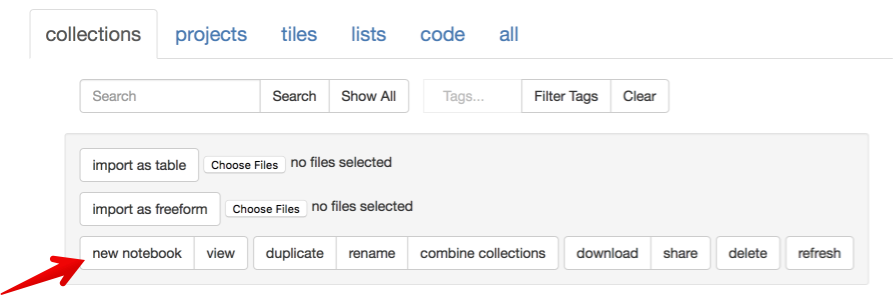 collections projects tiles lists code all
Search Search Show All Tags... Filter Tags Clear
import as table Choose Files no files selected
import as freeform Choose Files no files selected
new notebook view duplicate rename combine collections download share delete refresh